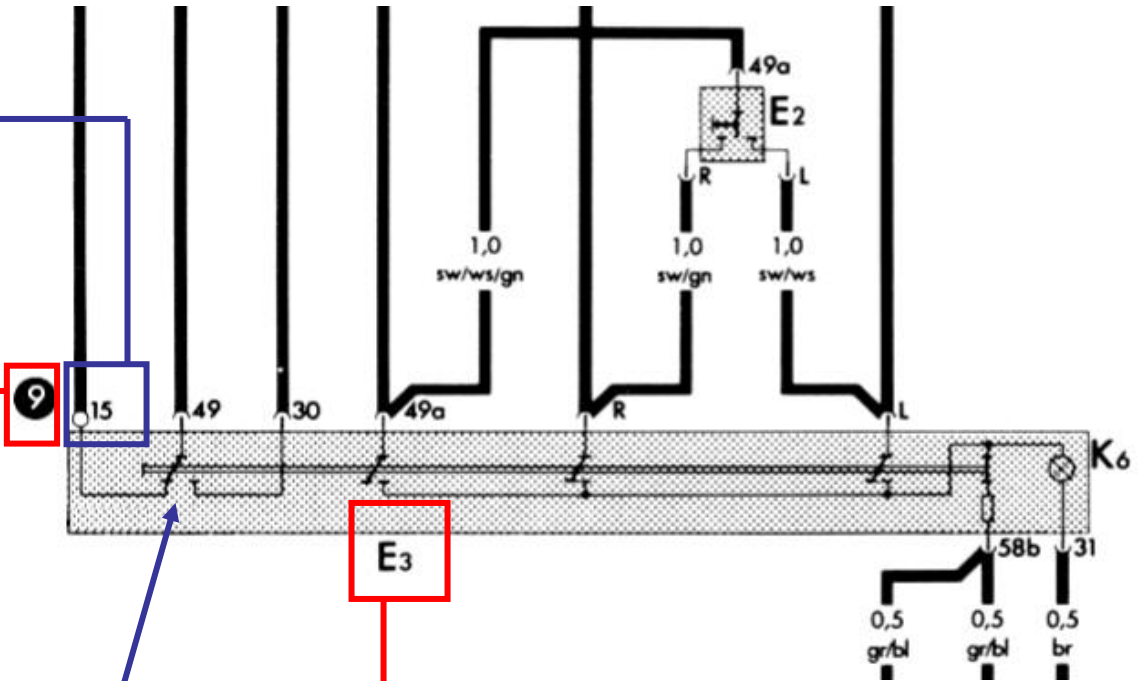 49a
E2
R L
1,0 1,0 1,0
sw/ws/gn sw/gn sw/ws
9 15 49 30 49a R L
K6
E3
58b 31
0,5 0,5 0,5
gr/bl gr/bl br